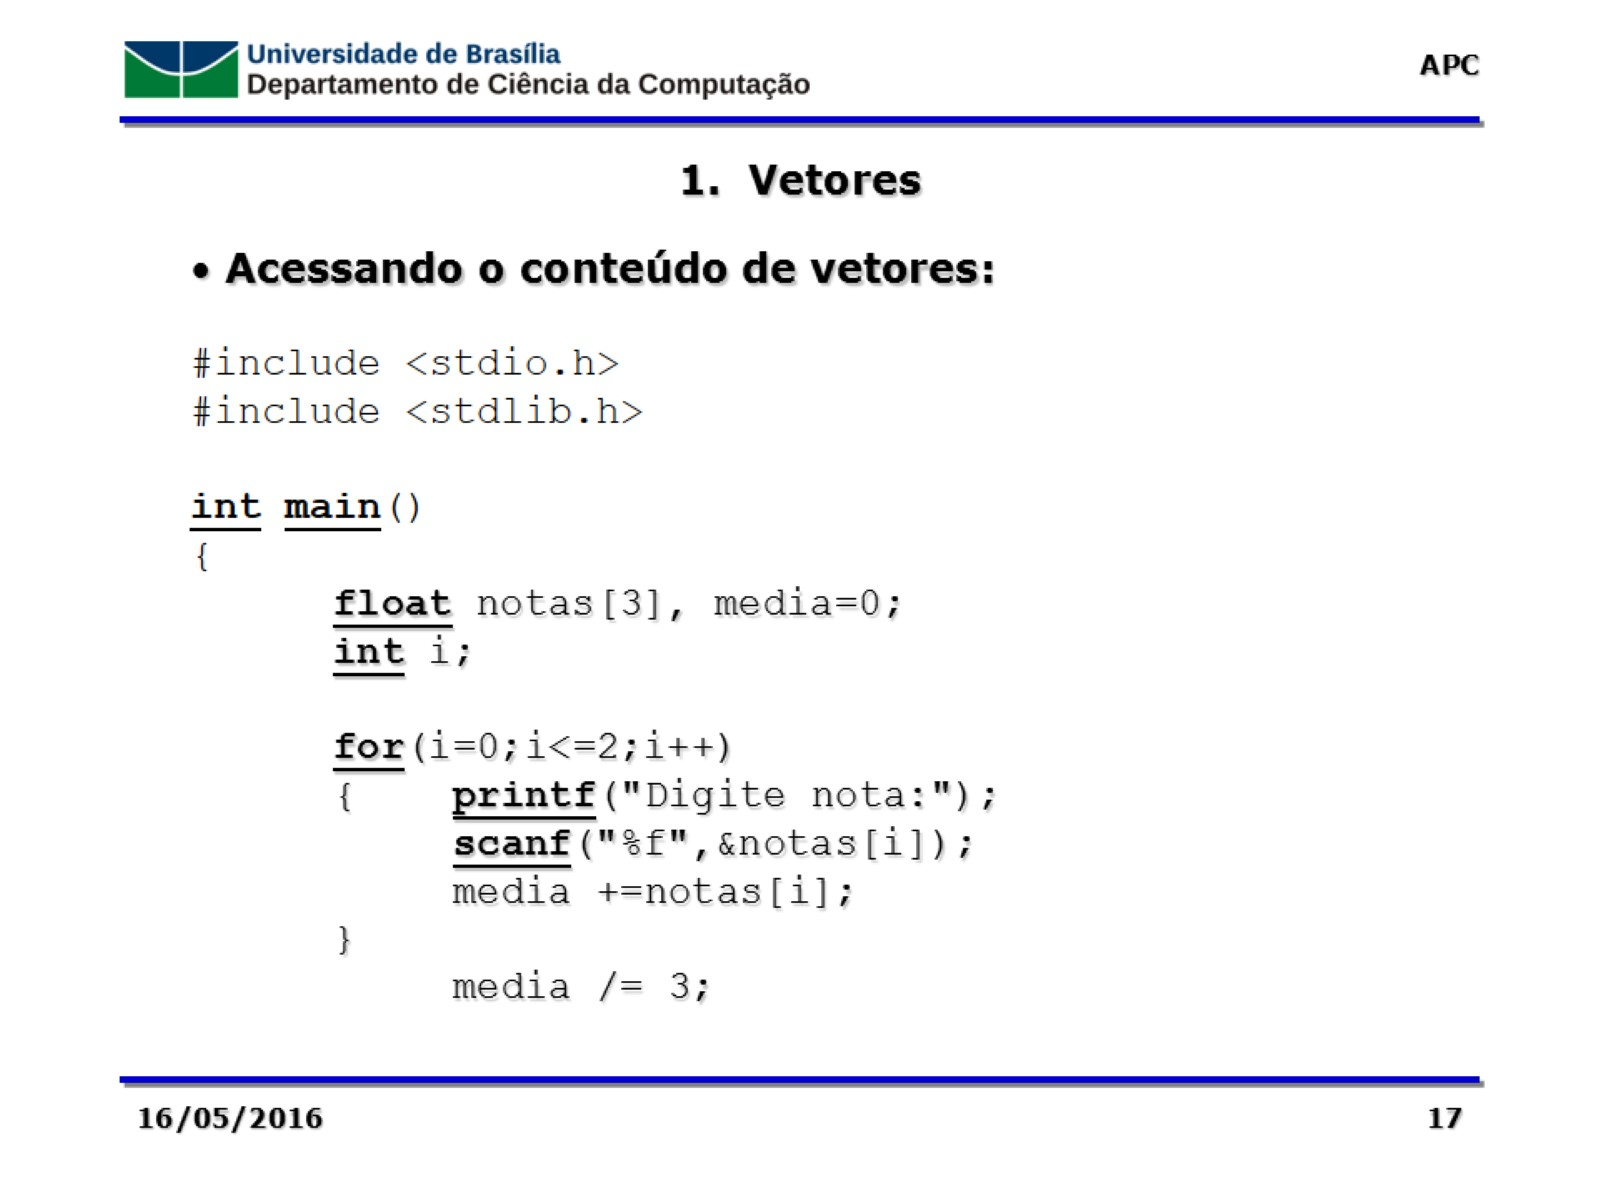 Universidade de Brasília
Departamento de Ciência da Computação
APC
1. Vetores
• Acessando o conteúdo de vetores:
#include <stdio.h>
#include <stdlib.h>
int main()
{
float notas[3], media=0;
int i;
for(i=0;i<=2;i++)
{ printf("Digite nota:");
scanf("%f",&notas[i]);
media +=notas[i];
}
media /= 3;
16/05/2016
17